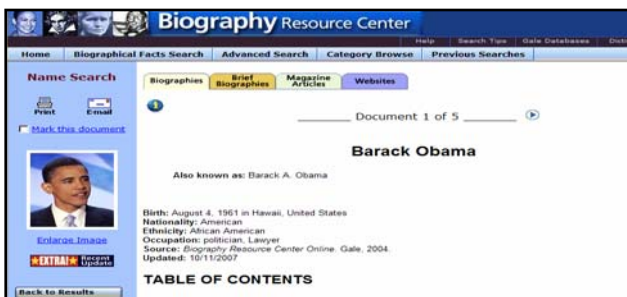 Biography Resource Center
Help Search Tips Gale Databases
Home Biographical Facts Search Advanced Search Category Browse Previous Searches
Name Search
Biographies Brief Biographies Magazine Articles Websites
Print E-mail
Mark this document
Document 1 of 5
Barack Obama
Also known as: Barack A. Obama
Birth: August 4, 1961 in Hawaii, United States
Nationality: American
Ethnicity: African American
Occupation: politician, Lawyer
Source: Biography Resource Center Online. Gale, 2004.
Updated: 10/11/2007
Enlarge Image
EXTRA! Recent Update
TABLE OF CONTENTS
Back to Results